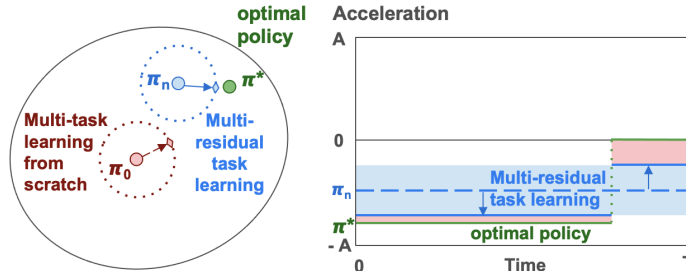 optimal
policy
π*
πn
Multi-task
learning
from
scratch
Multi-
residual
task
learning
π0
Acceleration
A
0
πn
Multi-residual
task learning
π*
optimal policy
- A
0
Time